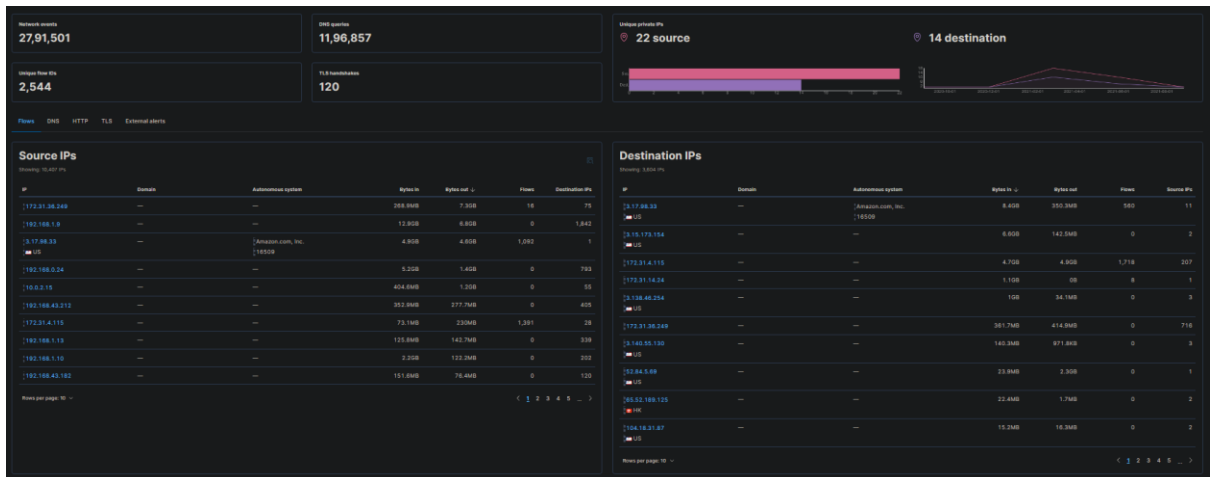 Network events
27,91,501
DNS queries
11,96,857
Unique flow IDs
2,544
TLS handshakes
120
Unique private IPs
22 source
14 destination
Flows DNS HTTP TLS External alerts
Source IPs
IP Domain Autonomous system Bytes in Bytes out ↓ Flows Destination IPs
172.31.38.249 — — 268.9MB 7.3GB 18 75
192.168.1.9 — — 12.9GB 6.8GB 0 1,842
3.17.98.33 — Amazon.com, Inc. 4.8GB 4.6GB 1,092 1
US 16509
192.168.0.24 — — 5.2GB 1.4GB 0 793
10.0.2.15 — — 404.6MB 1.2GB 0 55
192.168.43.212 — — 352.9MB 277.7MB 0 405
172.31.4.115 — — 73.1MB 230MB 1,391 28
192.168.1.13 — — 125.8MB 142.7MB 0 339
192.168.1.10 — — 2.2GB 122.2MB 0 202
192.168.43.182 — — 151.6MB 76.4MB 0 120
Rows per page: 10
1 2 3 4 5
Destination IPs
IP Domain Autonomous system Bytes in ↓ Bytes out Flows Source IPs
3.17.98.33 — Amazon.com, Inc. 8.4GB 350.3MB 560 11
US 16509
3.15.173.154 — — 6.9GB 142.5MB 0 2
US
172.31.4.115 — — 4.7GB 4.9GB 1,718 207
172.31.14.24 — — 1.1GB 0B 8 1
3.138.46.254 — — 1GB 34.1MB 0 3
US
172.31.38.249 — — 361.7MB 414.9MB 0 716
3.140.55.130 — — 140.3MB 971.8KB 0 3
US
52.84.5.69 — — 23.9MB 2.3GB 0 1
US
65.52.189.125 — — 22.4MB 1.7MB 0 2
HK
104.18.31.87 — — 15.2MB 16.3MB 0 2
US
Rows per page: 10
1 2 3 4 5